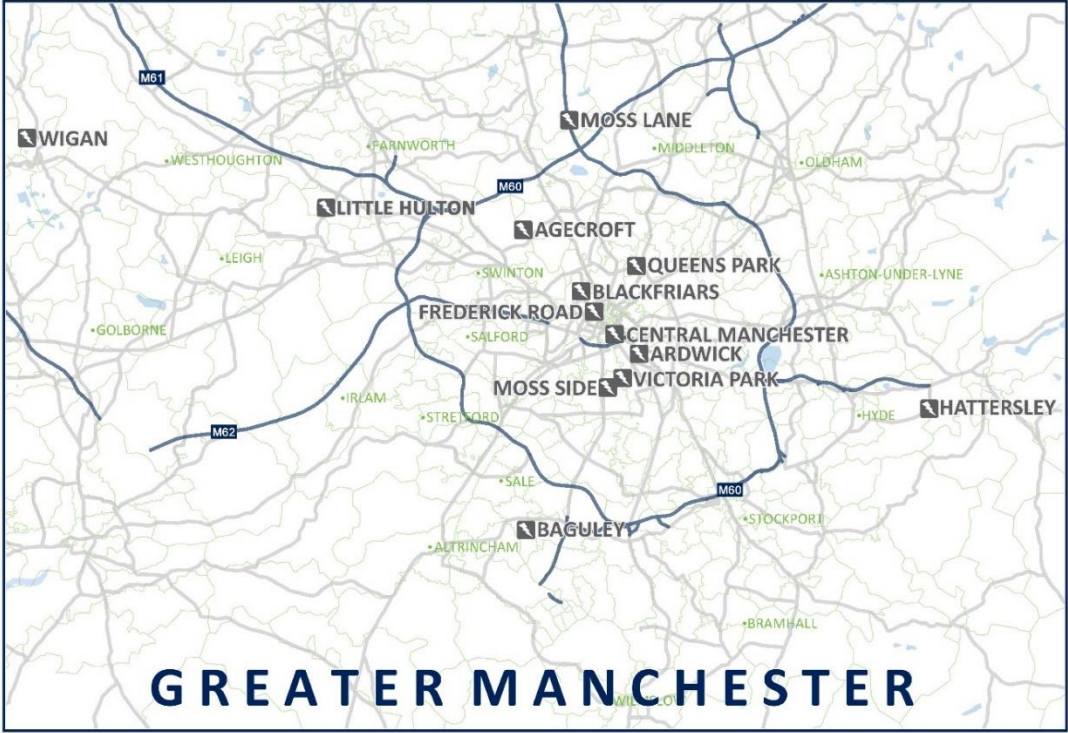 M61
MOSS LANE
WIGAN
FARNWORTH
MIDDLETON
WESTHOUGHTON
OLDHAM
M60
LITTLE HULTON
AGECROFT
LEIGH
SWINTON
QUEENS PARK
ASHTON-UNDER-LYNE
BLACKFRIARS
FREDERICK ROAD
GOLBORNE
SALFORD
CENTRAL MANCHESTER
ARDWICK
VICTORIA PARK
MOSS SIDE
IRLAM
HATTERSLEY
STRETFORD
HYDE
M62
SALE
M60
STOCKPORT
BAGULEY
ALTRINCHAM
BRAMHALL
GREATER MANCHESTER